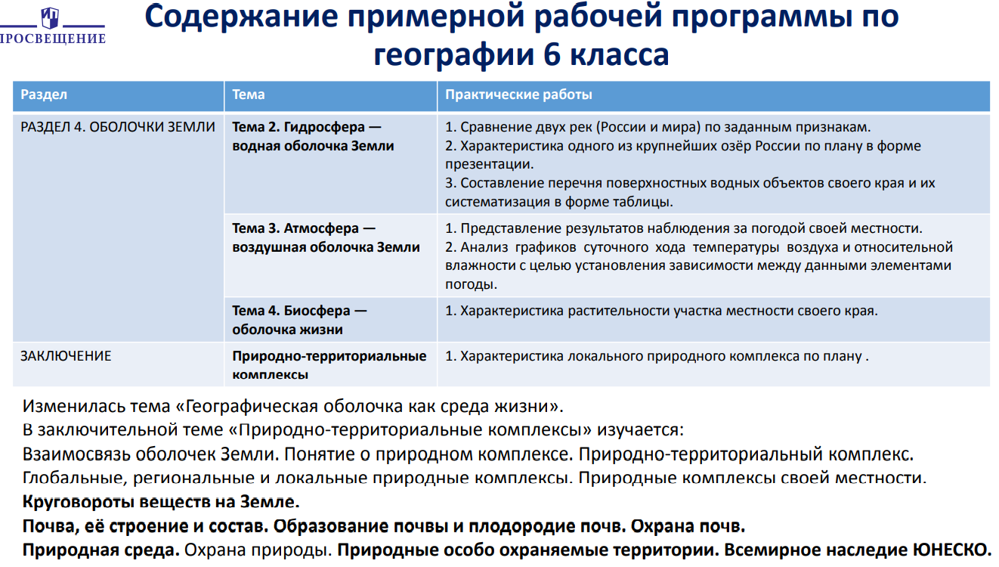 ПРОСВЕЩЕНИЕ
Содержание примерной рабочей программы по
географии 6 класса
Раздел
Тема
Практические работы
РАЗДЕЛ 4. ОБОЛОЧКИ ЗЕМЛИ
Тема 2. Гидросфера —
водная оболочка Земли
1. Сравнение двух рек (России и мира) по заданным признакам.
2. Характеристика одного из крупнейших озёр России по плану в форме
презентации.
3. Составление перечня поверхностных водных объектов своего края и их
систематизация в форме таблицы.
Тема 3. Атмосфера —
воздушная оболочка Земли
1. Представление результатов наблюдения за погодой своей местности.
2. Анализ графиков суточного хода температуры воздуха и относительной
влажности с целью установления зависимости между данными элементами
погоды.
Тема 4. Биосфера —
оболочка жизни
1. Характеристика растительности участка местности своего края.
ЗАКЛЮЧЕНИЕ
Природно-территориальные
комплексы
1. Характеристика локального природного комплекса по плану .
Изменилась тема «Географическая оболочка как среда жизни».
В заключительной теме «Природно-территориальные комплексы» изучается:
Взаимосвязь оболочек Земли. Понятие о природном комплексе. Природно-территориальный комплекс.
Глобальные, региональные и локальные природные комплексы. Природные комплексы своей местности.
Круговороты веществ на Земле.
Почва, её строение и состав. Образование почвы и плодородие почв. Охрана почв.
Природная среда. Охрана природы. Природные особо охраняемые территории. Всемирное наследие ЮНЕСКО.